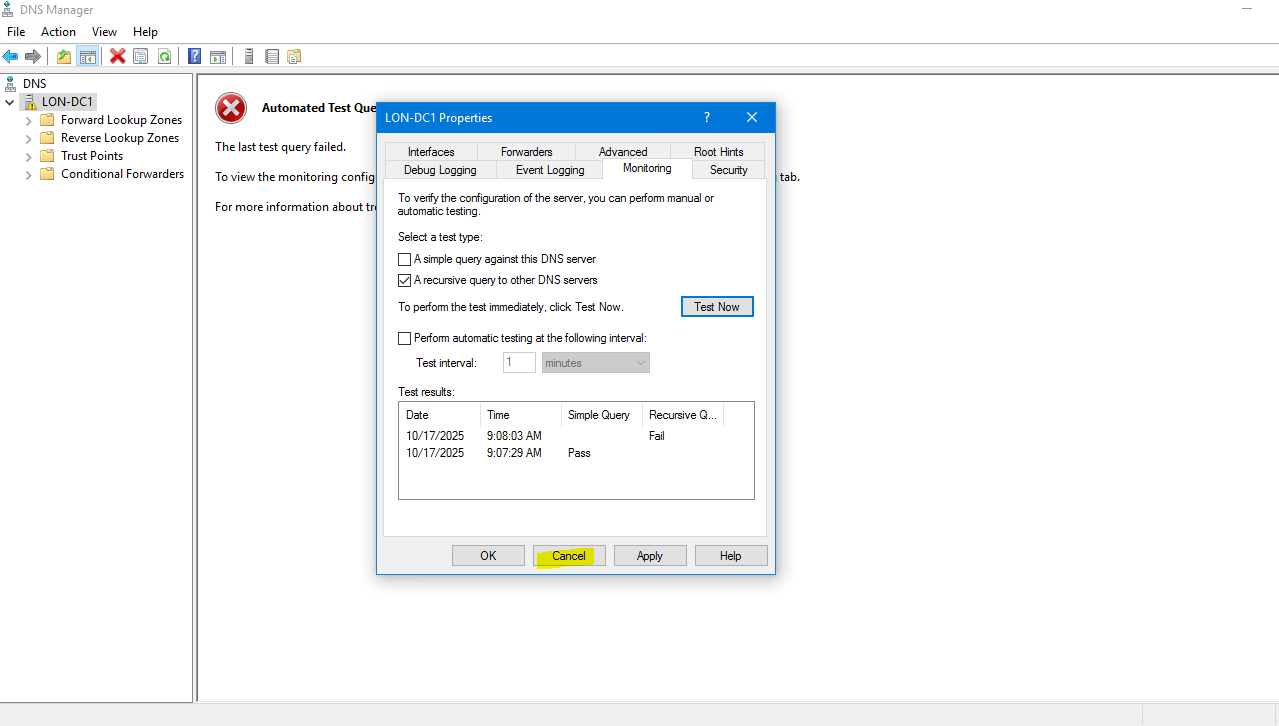 DNS Manager
File Action View Help
DNS
LON-DC1
Forward Lookup Zones
Reverse Lookup Zones
Trust Points
Conditional Forwarders
Automated Test Que
The last test query failed.
To view the monitoring config
tab.
For more information about tr
LON-DC1 Properties
?
Interfaces Forwarders Advanced Root Hints
Debug Logging Event Logging Monitoring Security
To verify the configuration of the server, you can perform manual or
automatic testing.
Select a test type:
A simple query against this DNS server
A recursive query to other DNS servers
To perform the test immediately, click Test Now. Test Now
Perform automatic testing at the following interval:
Test interval: 1 minutes
Test results:
Date Time Simple Query Recursive Q...
10/17/2025 9:08:03 AM Fail
10/17/2025 9:07:29 AM Pass
OK Cancel Apply Help